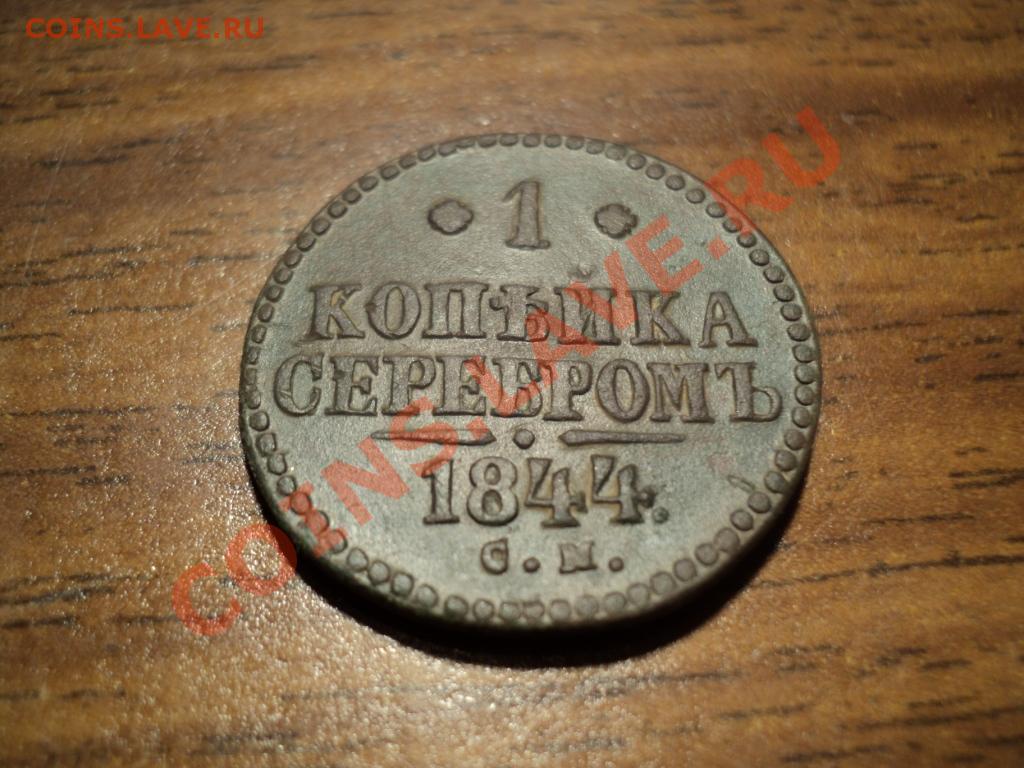 COINS.LAVE.RU
1
КОПѢЙКА
СЕРЕБРОМЪ
1844.
С. М.
COINS.LAVE.RU